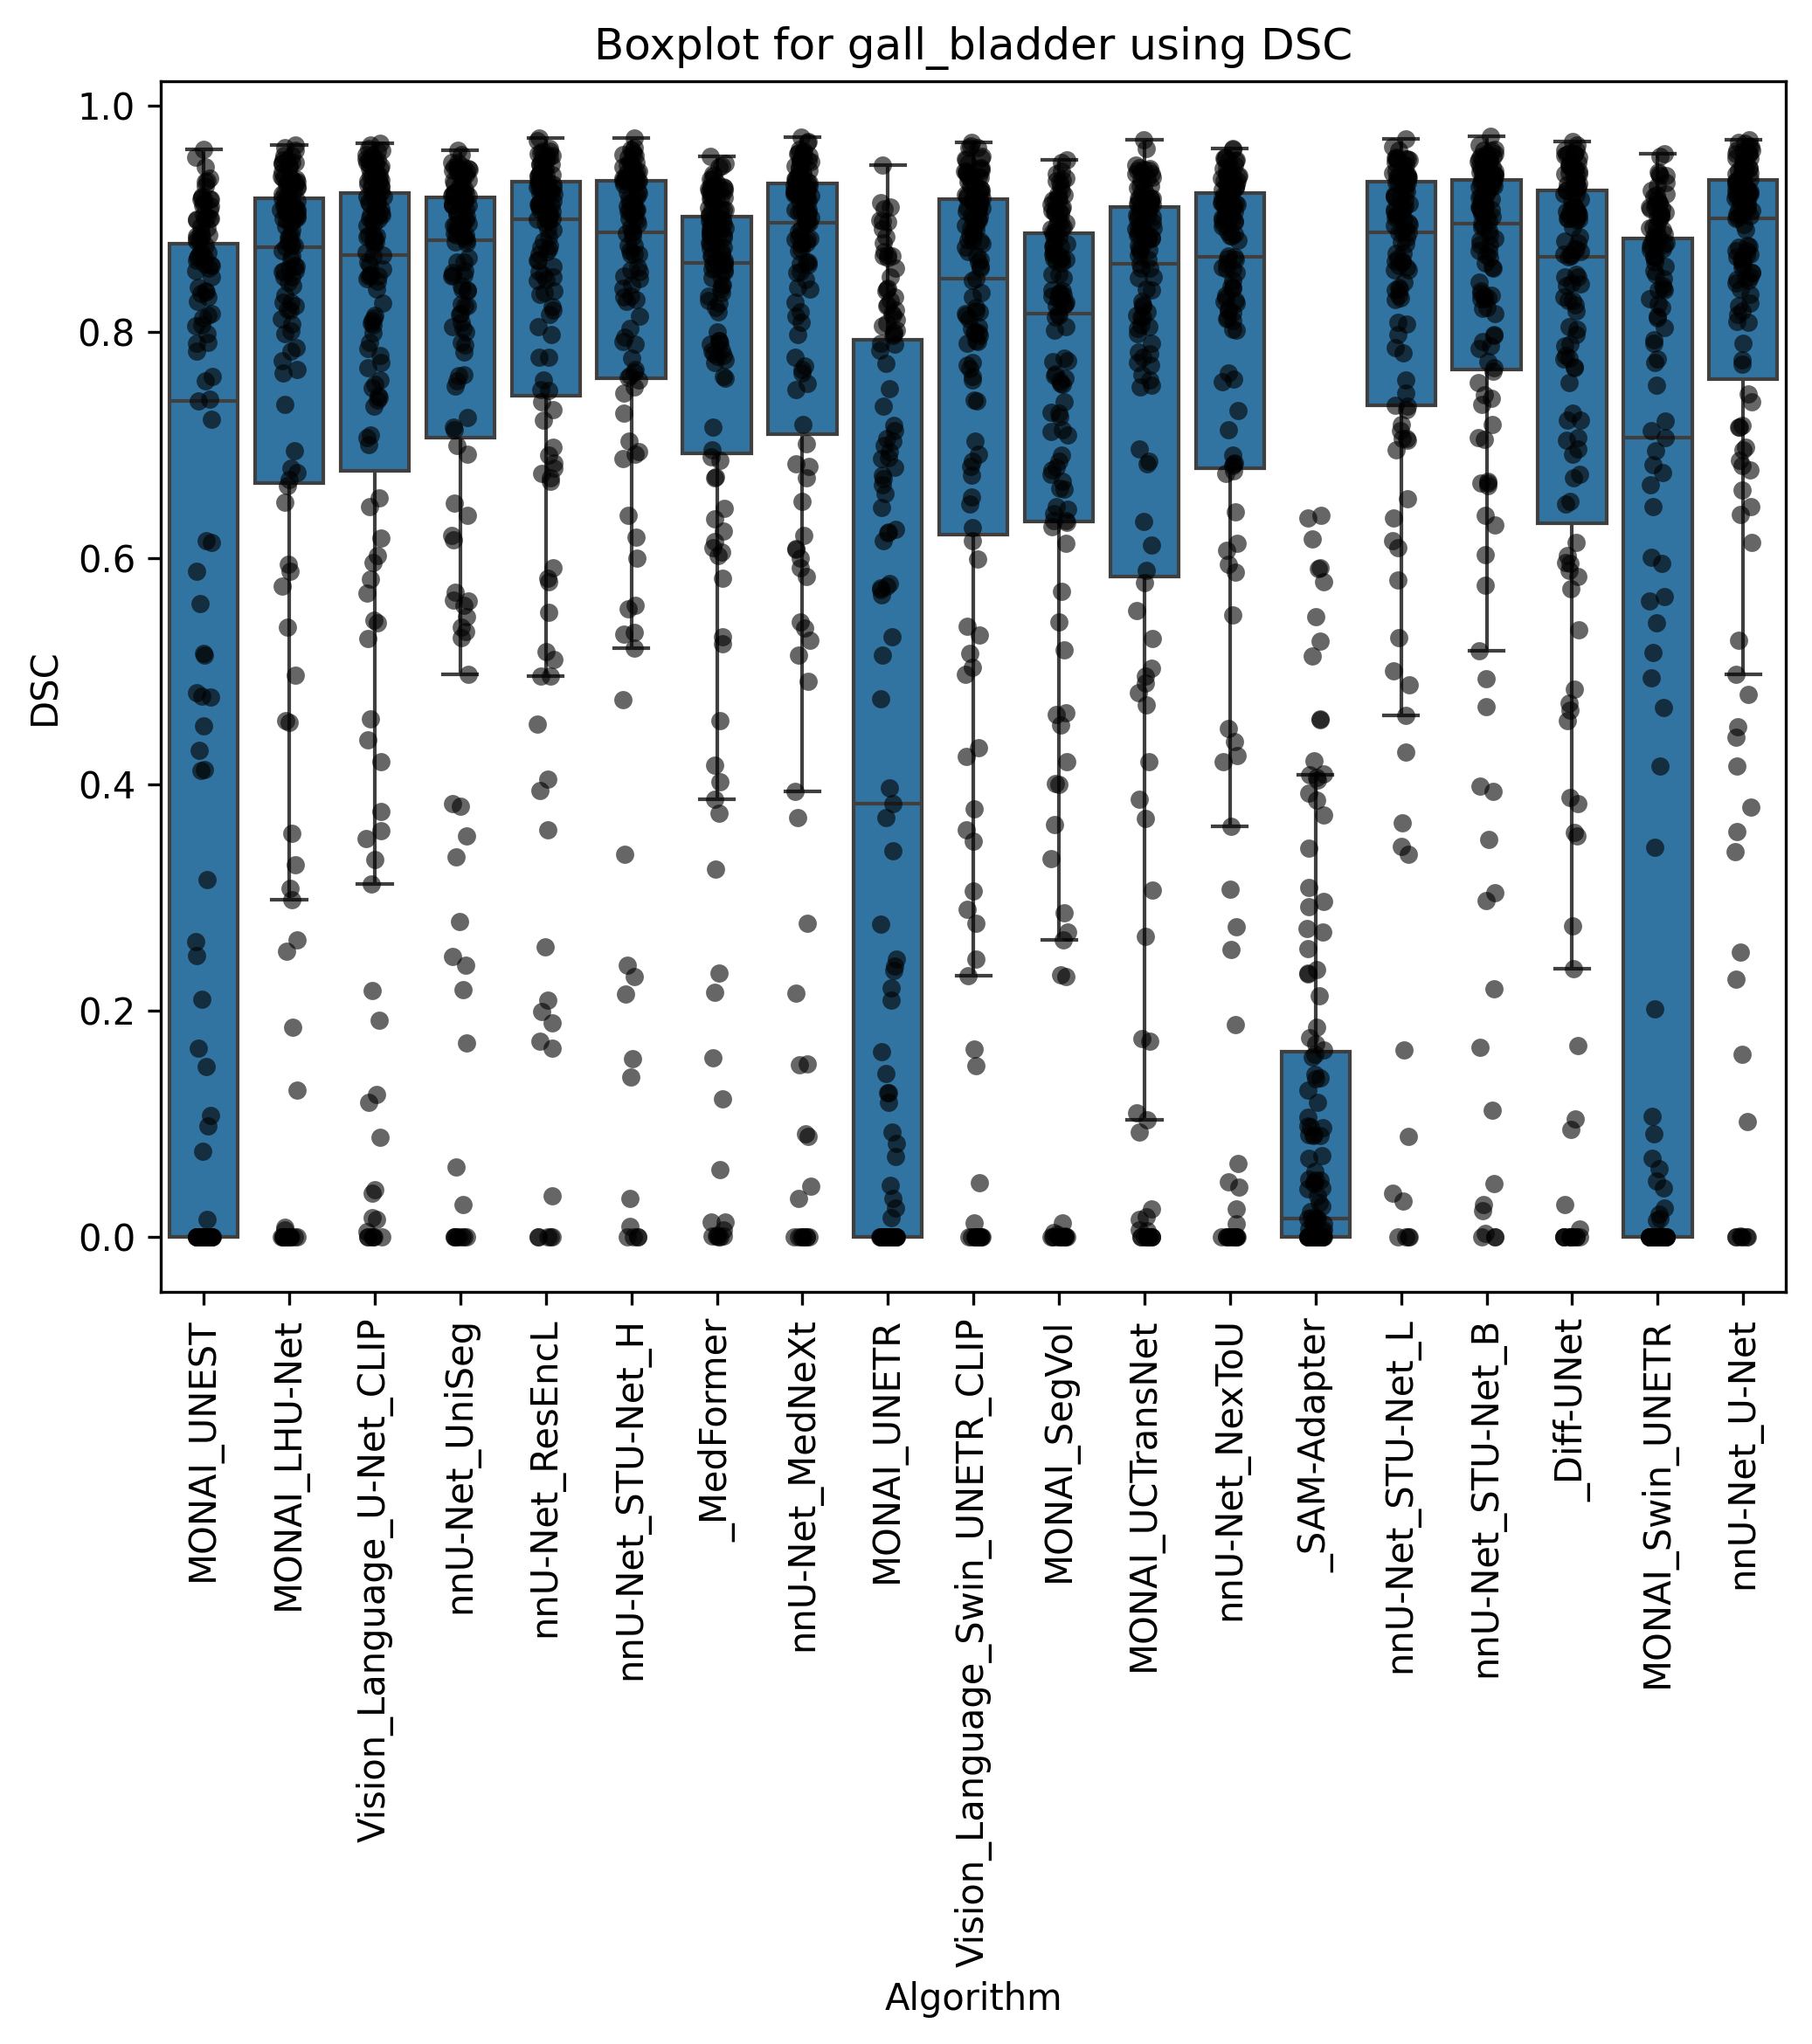 Boxplot for gall_bladder using DSC
1.0
0.8
0.6
0.4
0.2
0.0
DSC
MONAI_UNEST
MONAI_LHU-Net
Vision_Language_U-Net_CLIP
nnU-Net_UniSeg
nnU-Net_ResEncL
nnU-Net_STU-Net_H
_MedFormer
nnU-Net_MedNeXt
MONAI_UNETR
Vision_Language_Swin_UNETR_CLIP
MONAI_SegVol
MONAI_UCTransNet
nnU-Net_NexToU
_SAM-Adapter
nnU-Net_STU-Net_L
nnU-Net_STU-Net_B
_Diff-UNet
MONAI_Swin_UNETR
nnU-Net_U-Net
Algorithm